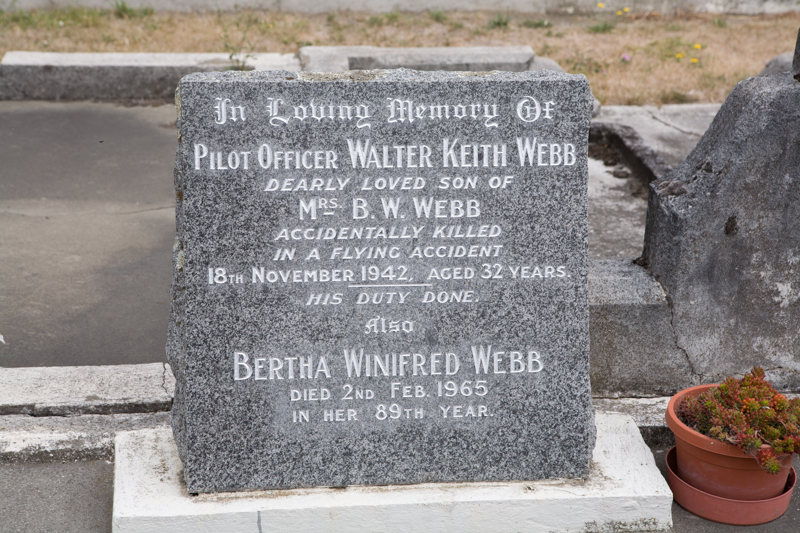 In Loving Memory Of
PILOT OFFICER WALTER KEITH WEBB
DEARLY LOVED SON OF
MRS. B. W. WEBB
ACCIDENTALLY KILLED
IN A FLYING ACCIDENT
18TH NOVEMBER 1942, AGED 32 YEARS.
HIS DUTY DONE.
Also
BERTHA WINIFRED WEBB
DIED 2ND FEB. 1965
IN HER 89TH YEAR.